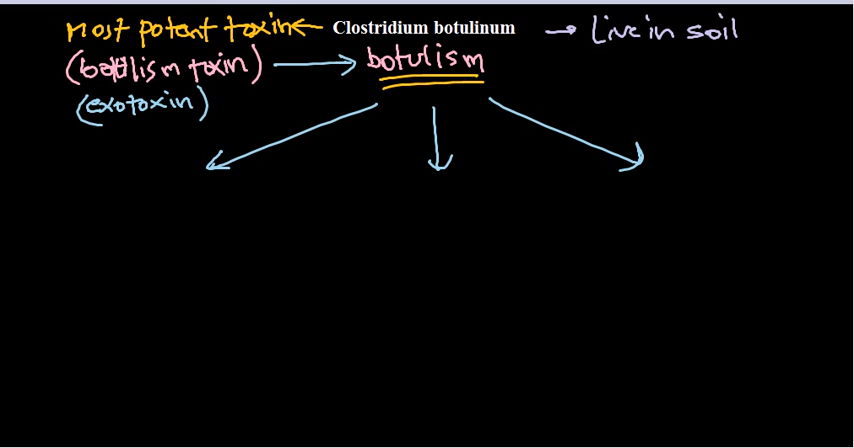 Most potent toxin ← Clostridium botulinum → Live in soil
(botulism toxin) → botulism
(exotoxin)